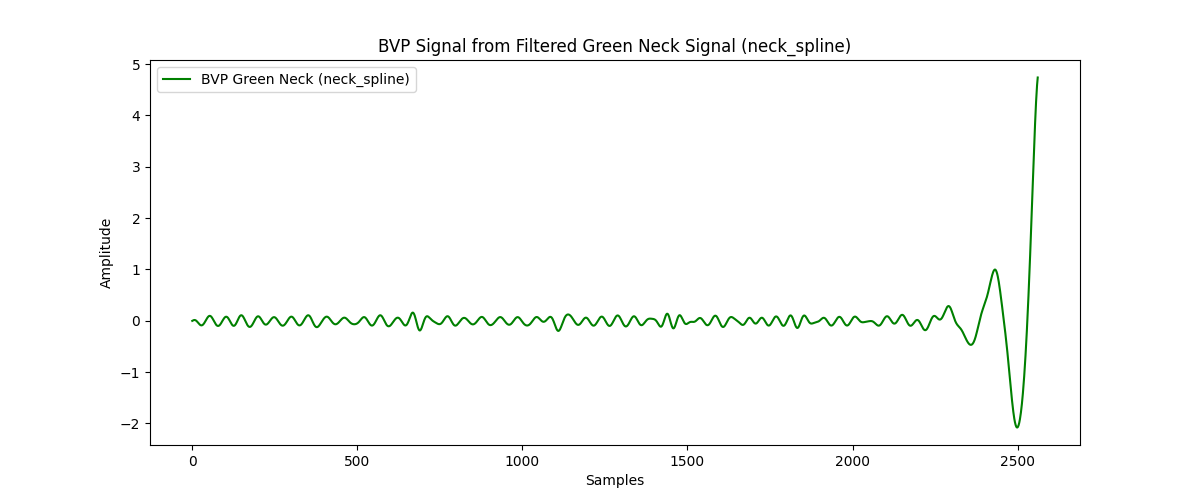 BVP Signal from Filtered Green Neck Signal (neck_spline)
BVP Green Neck (neck_spline)
5
4
3
2
1
0
−1
−2
Amplitude
0 500 1000 1500 2000 2500
Samples